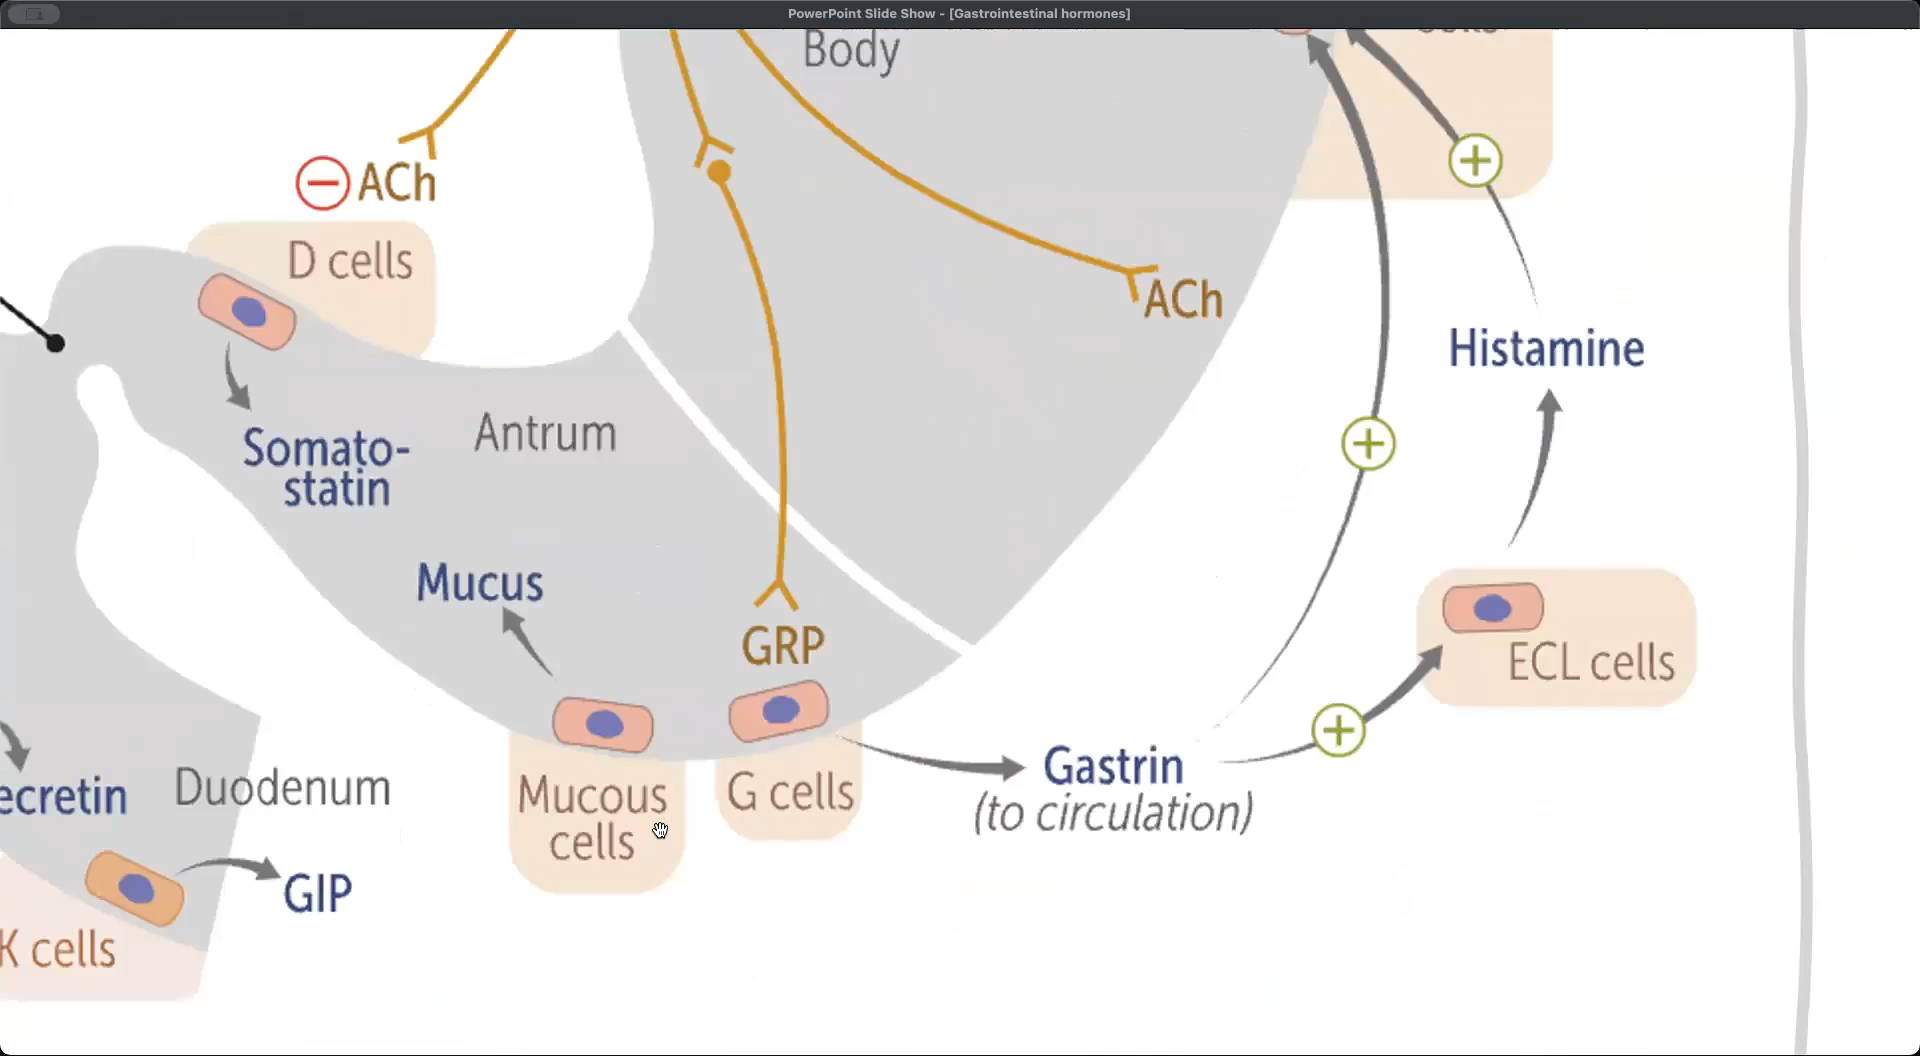 PowerPoint Slide Show - [Gastrointestinal hormones]
Body
ACh
D cells
ACh
Histamine
Somato-
statin
Antrum
Mucus
GRP
ECL cells
Gastrin
(to circulation)
Mucous
cells
G cells
Duodenum
GIP
K cells